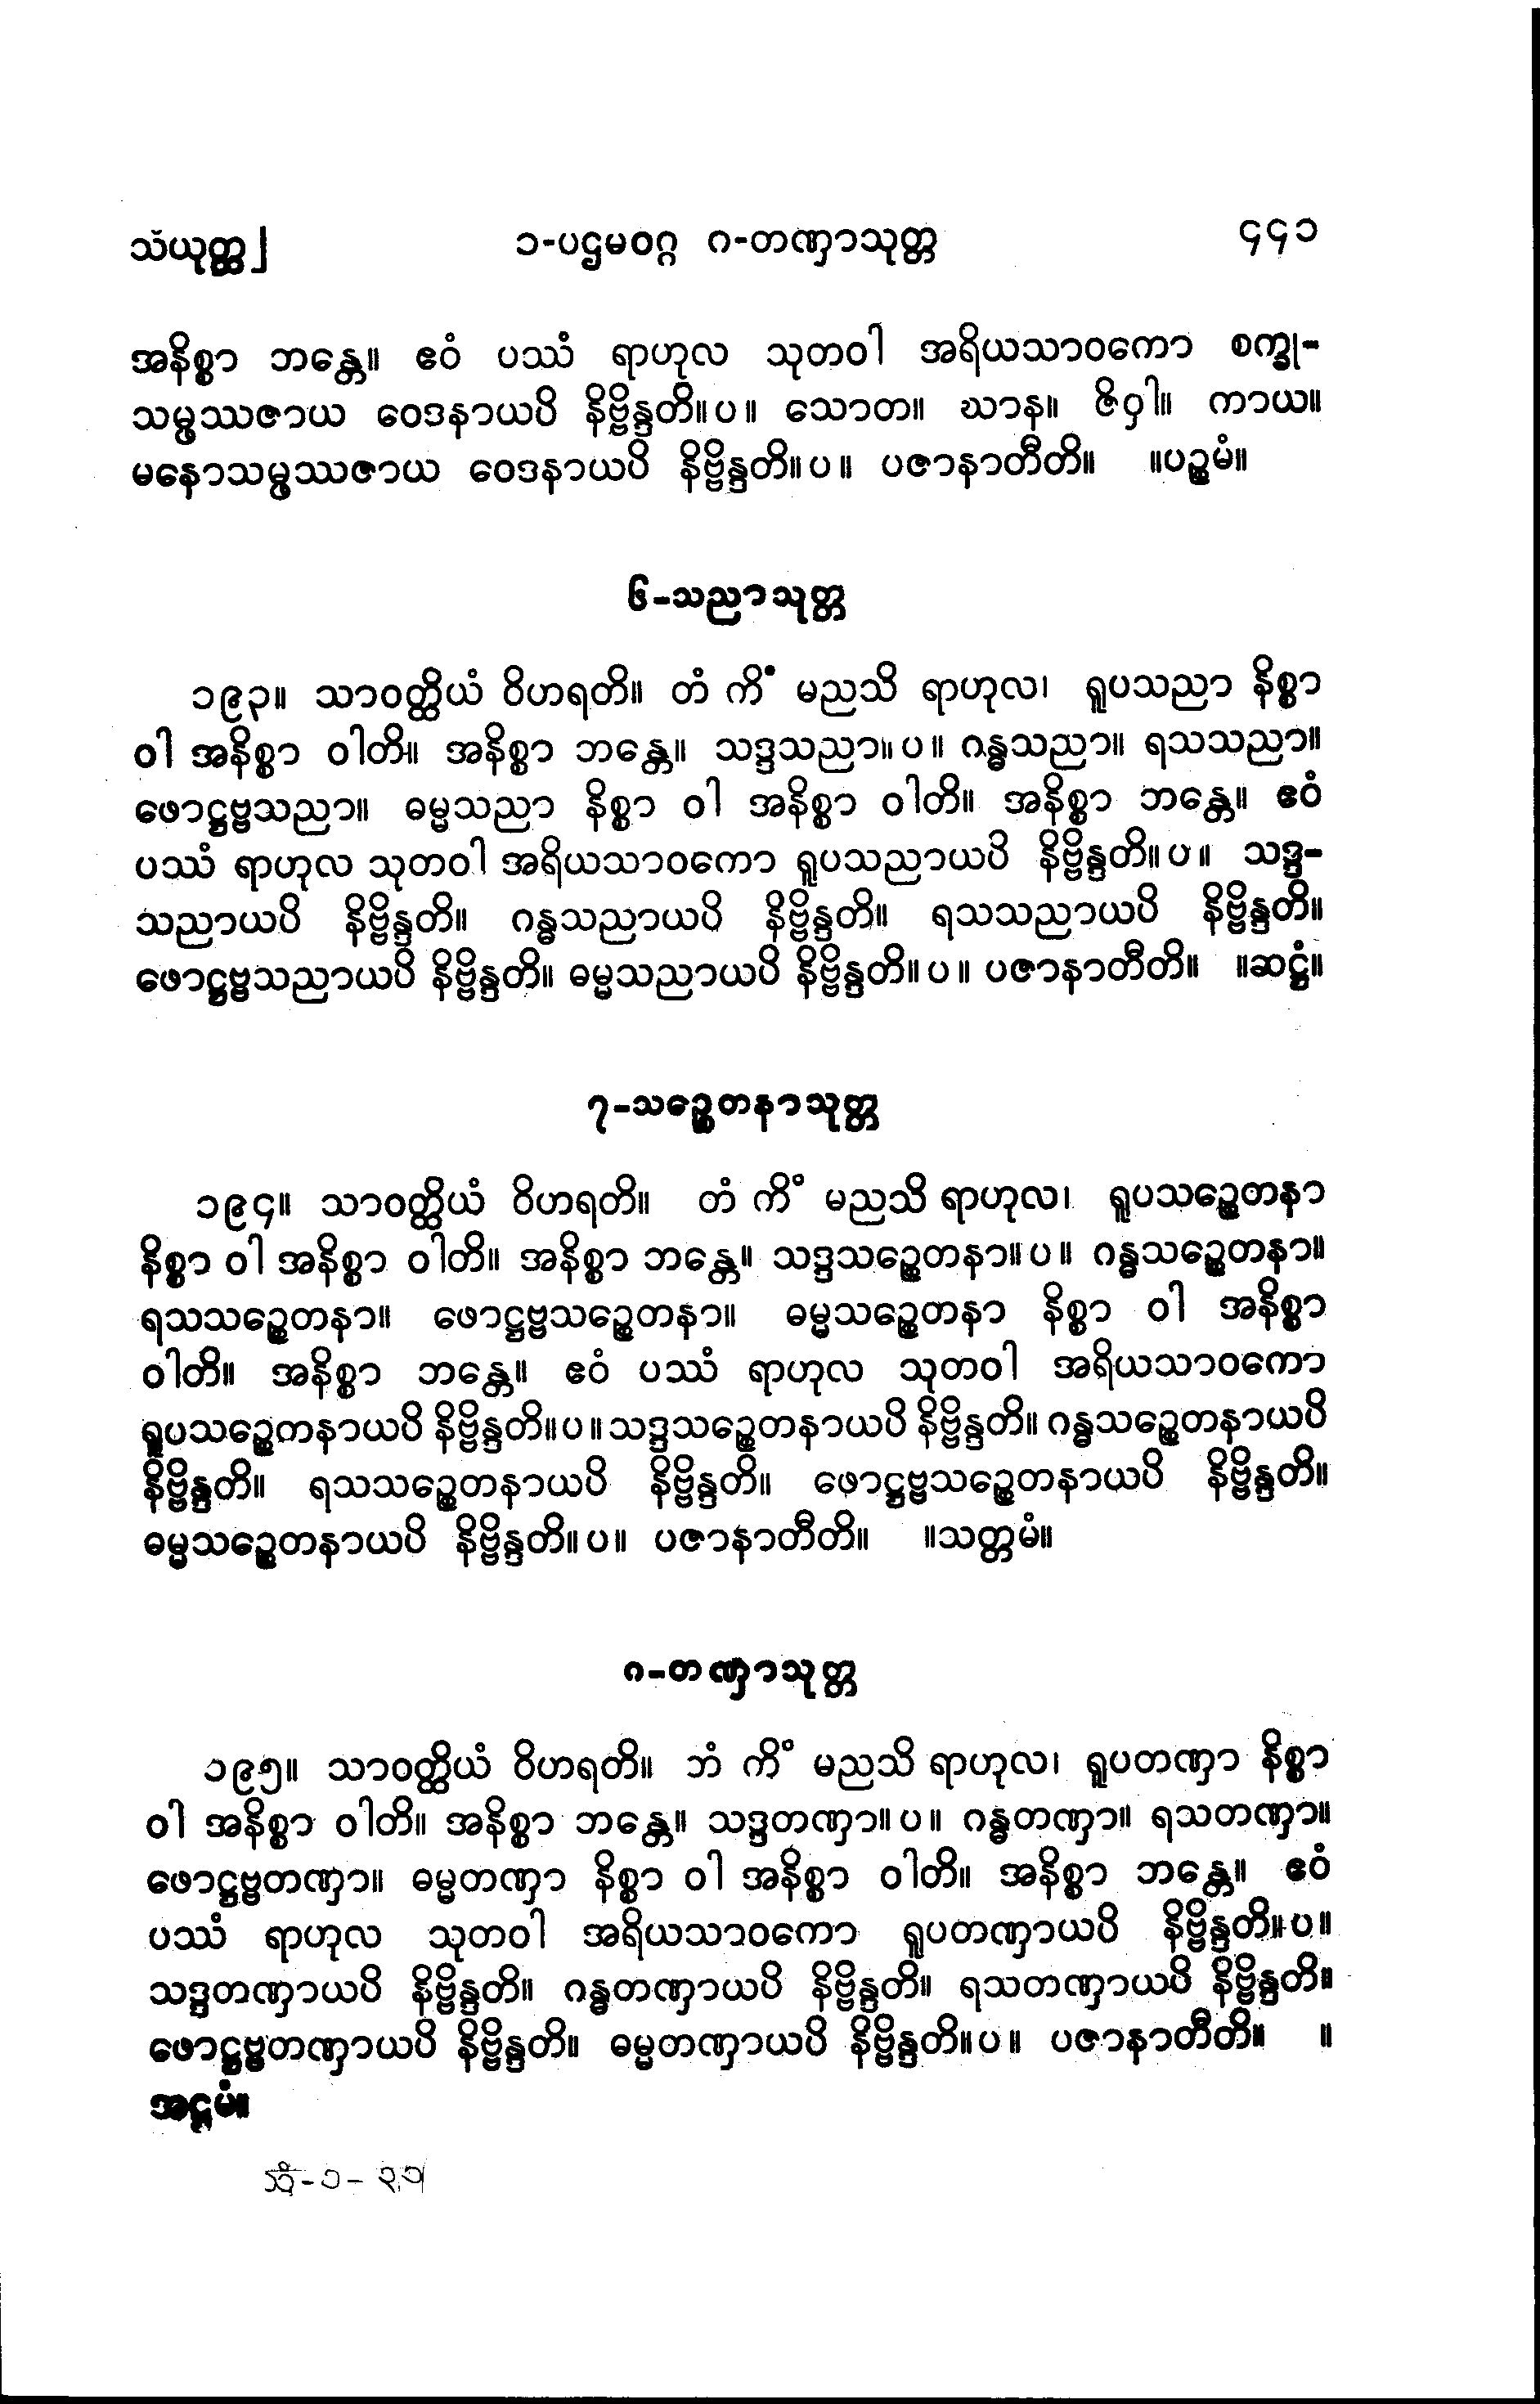 သံယုတ္တ] ၁-ပဌမဝဂ္ဂ ဂ-တဏှာသုတ္တ ၄၄၁
အနိစ္စာ ဘန္တေ။ ဧဝံ ပဿံ ရာဟုလ သုတဝါ အရိယသာဝကော စက္ခု-
သမ္ဖဿဇာယ ဝေဒနာယပိ နိဗ္ဗိန္ဒတိ။ပ။ သောတ။ ဃာန။ ဇိဝှါ။ ကာယ။
မနောသမ္ဖဿဇာယ ဝေဒနာယပိ နိဗ္ဗိန္ဒတိ။ပ။ ပဇာနာတီတိ။ ။ပဉ္စမံ။
၆-သညာသုတ္တ
၁၉၃။ သာဝတ္ထိယံ ဝိဟရတိ။ တံ ကိံ မညသိ ရာဟုလ၊ ရူပသညာ နိစ္စာ
ဝါ အနိစ္စာ ဝါတိ။ အနိစ္စာ ဘန္တေ။ သဒ္ဒသညာ။ပ။ ဂန္ဓသညာ။ ရသသညာ။
ဖောဋ္ဌဗ္ဗသညာ။ ဓမ္မသညာ နိစ္စာ ဝါ အနိစ္စာ ဝါတိ။ အနိစ္စာ ဘန္တေ။ ဧဝံ
ပဿံ ရာဟုလ သုတဝါ အရိယသာဝကော ရူပသညာယပိ နိဗ္ဗိန္ဒတိ။ပ။ သဒ္ဒ-
သညာယပိ နိဗ္ဗိန္ဒတိ။ ဂန္ဓသညာယပိ နိဗ္ဗိန္ဒတိ။ ရသသညာယပိ နိဗ္ဗိန္ဒတိ။
ဖောဋ္ဌဗ္ဗသညာယပိ နိဗ္ဗိန္ဒတိ။ ဓမ္မသညာယပိ နိဗ္ဗိန္ဒတိ။ပ။ ပဇာနာတီတိ။ ။ဆဋ္ဌံ။
၇-သဉ္စေတနာသုတ္တ
၁၉၄။ သာဝတ္ထိယံ ဝိဟရတိ။ တံ ကိံ မညသိ ရာဟုလ၊ ရူပသဉ္စေတနာ
နိစ္စာ ဝါ အနိစ္စာ ဝါတိ။ အနိစ္စာ ဘန္တေ။ သဒ္ဒသဉ္စေတနာ။ပ။ ဂန္ဓသဉ္စေတနာ။
ရသသဉ္စေတနာ။ ဖောဋ္ဌဗ္ဗသဉ္စေတနာ။ ဓမ္မသဉ္စေတနာ နိစ္စာ ဝါ အနိစ္စာ
ဝါတိ။ အနိစ္စာ ဘန္တေ။ ဧဝံ ပဿံ ရာဟုလ သုတဝါ အရိယသာဝကော
ရူပသဉ္စေကနာယပိ နိဗ္ဗိန္ဒတိ။ပ။သဒ္ဒသဉ္စေတနာယပိ နိဗ္ဗိန္ဒတိ။ ဂန္ဓသဉ္စေတနာယပိ
နိဗ္ဗိန္ဒတိ။ ရသသဉ္စေတနာယပိ နိဗ္ဗိန္ဒတိ။ ဖောဋ္ဌဗ္ဗသဉ္စေတနာယပိ နိဗ္ဗိန္ဒတိ။
ဓမ္မသဉ္စေတနာယပိ နိဗ္ဗိန္ဒတိ။ပ။ ပဇာနာတီတိ။ ။သတ္တမံ။
ဂ-တဏှာသုတ္တ
၁၉၅။ သာဝတ္ထိယံ ဝိဟရတိ။ ဘံ ကိံ မညသိ ရာဟုလ၊ ရူပတဏှာ နိစ္စာ
ဝါ အနိစ္စာ ဝါတိ။ အနိစ္စာ ဘန္တေ။ သဒ္ဒတဏှာ။ပ။ ဂန္ဓတဏှာ။ ရသတဏှာ။
ဖောဋ္ဌဗ္ဗတဏှာ။ ဓမ္မတဏှာ နိစ္စာ ဝါ အနိစ္စာ ဝါတိ။ အနိစ္စာ ဘန္တေ။ ဧဝံ
ပဿံ ရာဟုလ သုတဝါ အရိယသာဝကော ရူပတဏှာယပိ နိဗ္ဗိန္ဒတိ။ပ။
သဒ္ဒတဏှာယပိ နိဗ္ဗိန္ဒတိ။ ဂန္ဓတဏှာယပိ နိဗ္ဗိန္ဒတိ။ ရသတဏှာယပိ နိဗ္ဗိန္ဒတိ။
ဖောဋ္ဌဗ္ဗတဏှာယပိ နိဗ္ဗိန္ဒတိ။ ဓမ္မတဏှာယပိ နိဗ္ဗိန္ဒတိ။ပ။ ပဇာနာတီတိ။ ။
အဋ္ဌမံ။